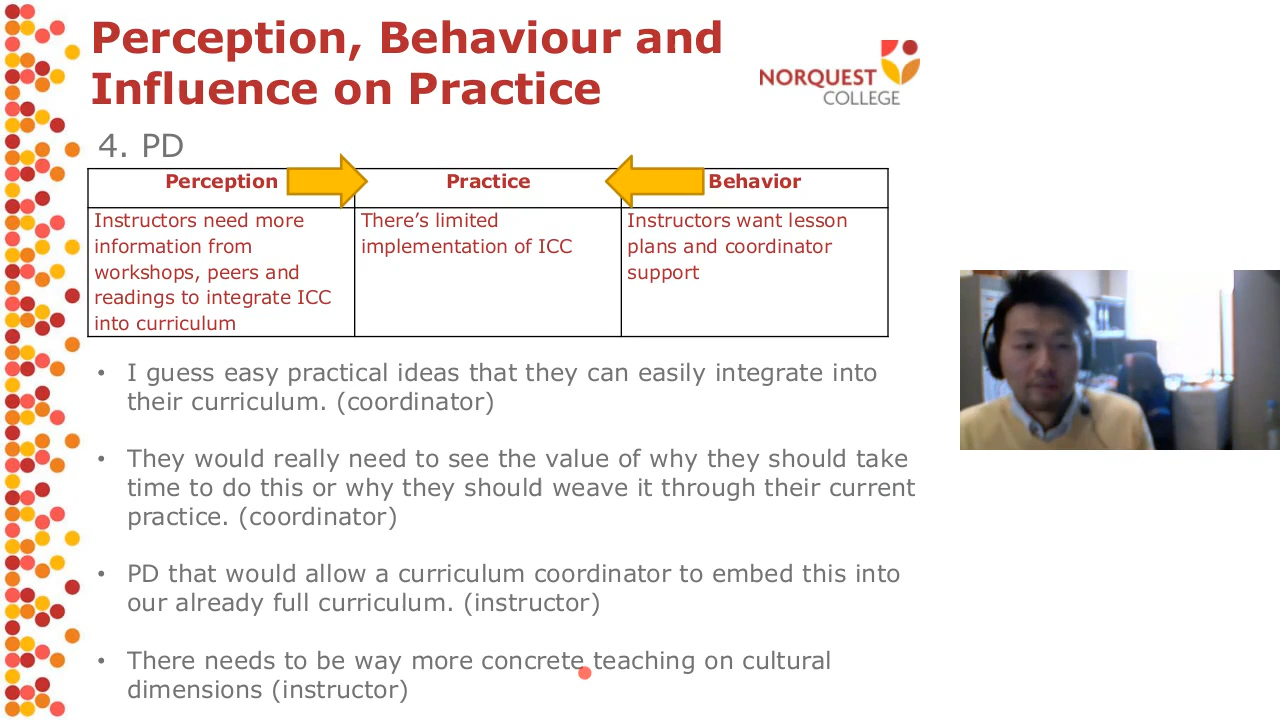 Perception, Behaviour and
Influence on Practice
NORQUEST
COLLEGE
4. PD
Perception
Practice
Behavior
Instructors need more
information from
workshops, peers and
readings to integrate ICC
into curriculum
There's limited
implementation of ICC
Instructors want lesson
plans and coordinator
support
• I guess easy practical ideas that they can easily integrate into
their curriculum. (coordinator)
• They would really need to see the value of why they should take
time to do this or why they should weave it through their current
practice. (coordinator)
• PD that would allow a curriculum coordinator to embed this into
our already full curriculum. (instructor)
• There needs to be way more concrete teaching on cultural
dimensions (instructor)